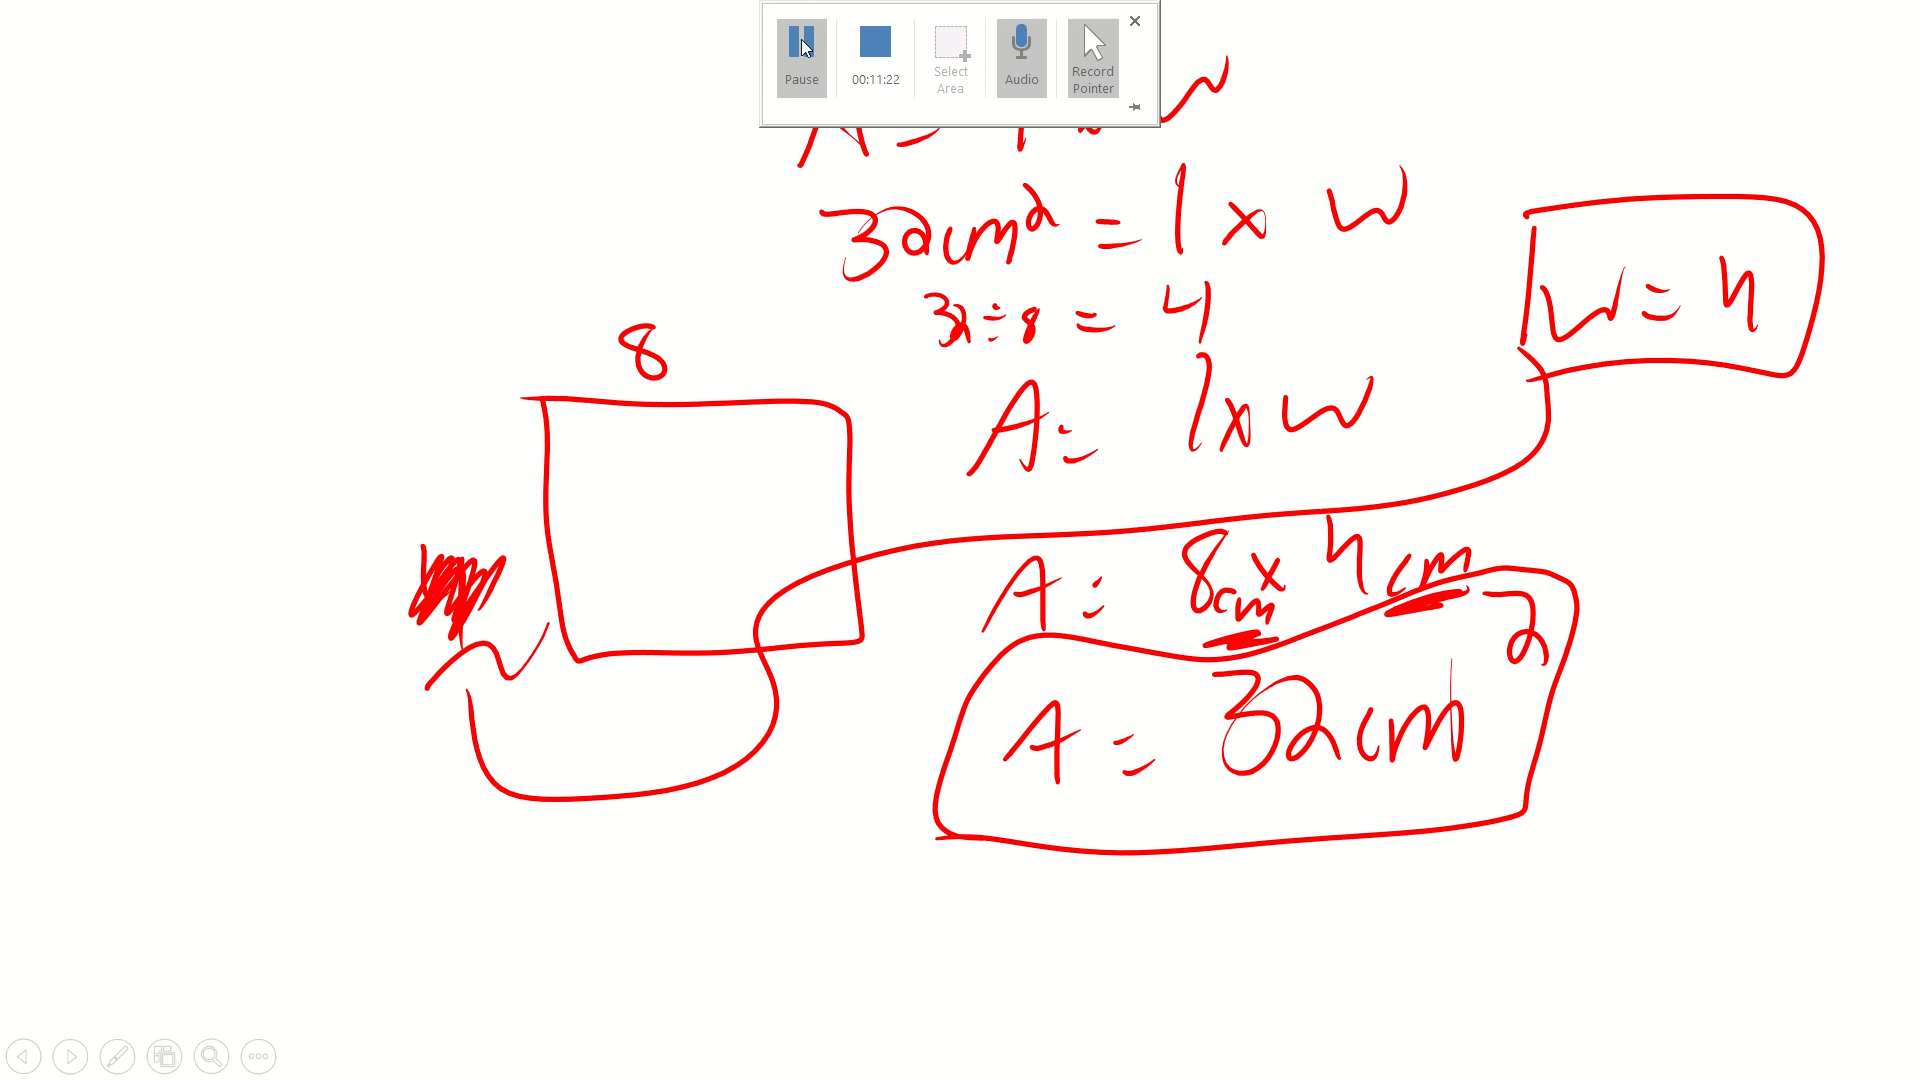 Pause
00:11:22
Select
Area
Audio
Record
Pointer
32cm² = l x w
32 ÷ 8 = 4
W = 4
8
A = l x w
A = 8cm x 4cm
w
A = 32cm²